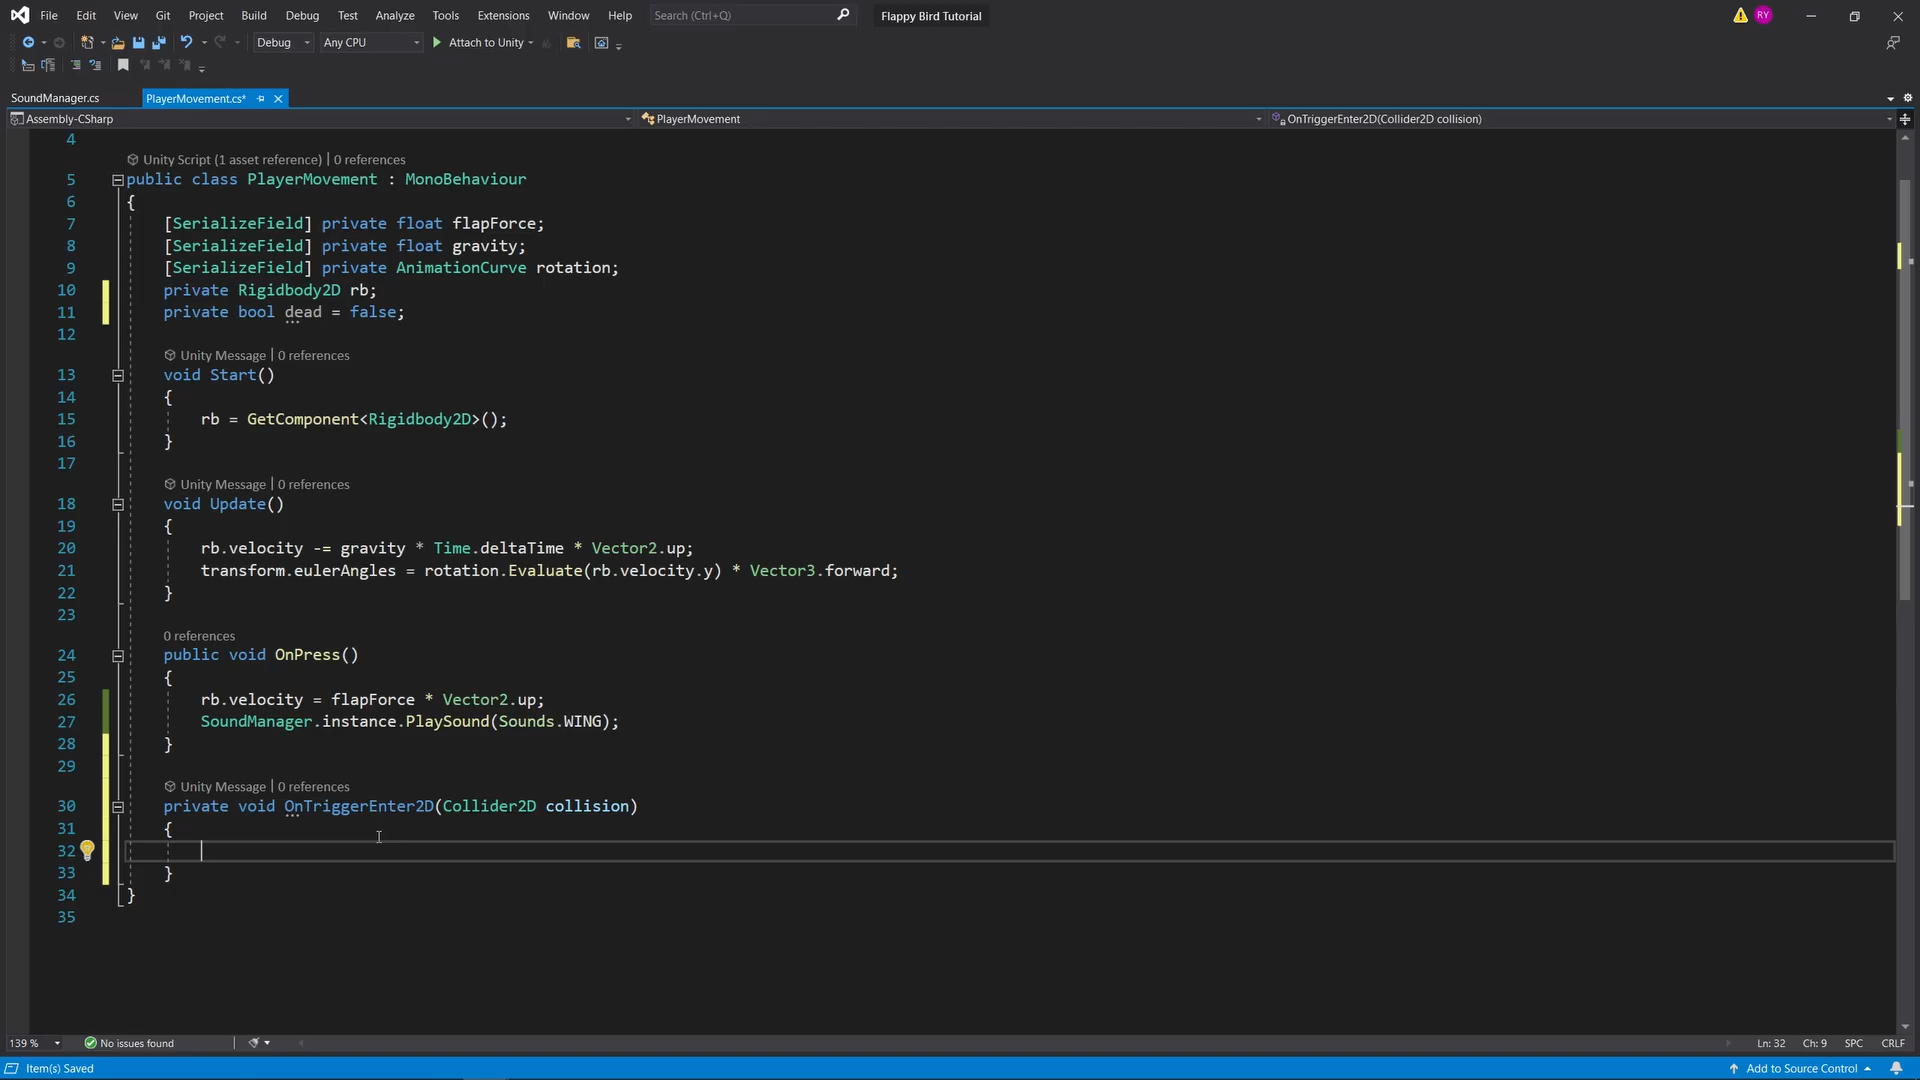 File Edit View Git Project Build Debug Test Analyze Tools Extensions Window Help Search (Ctrl+Q) Flappy Bird Tutorial RY
Debug Any CPU Attach to Unity
SoundManager.cs PlayerMovement.cs*
Assembly-CSharp PlayerMovement OnTriggerEnter2D(Collider2D collision)
4
Unity Script (1 asset reference) | 0 references
5 public class PlayerMovement : MonoBehaviour
6 {
7 [SerializeField] private float flapForce;
8 [SerializeField] private float gravity;
9 [SerializeField] private AnimationCurve rotation;
10 private Rigidbody2D rb;
11 private bool dead = false;
12
Unity Message | 0 references
13 void Start()
14 {
15 rb = GetComponent<Rigidbody2D>();
16 }
17
Unity Message | 0 references
18 void Update()
19 {
20 rb.velocity -= gravity * Time.deltaTime * Vector2.up;
21 transform.eulerAngles = rotation.Evaluate(rb.velocity.y) * Vector3.forward;
22 }
23
0 references
24 public void OnPress()
25 {
26 rb.velocity = flapForce * Vector2.up;
27 SoundManager.instance.PlaySound(Sounds.WING);
28 }
29
Unity Message | 0 references
30 private void OnTriggerEnter2D(Collider2D collision)
31 {
32
33 }
34 }
35
139 % No issues found Ln: 32 Ch: 9 SPC CRLF
Item(s) Saved Add to Source Control